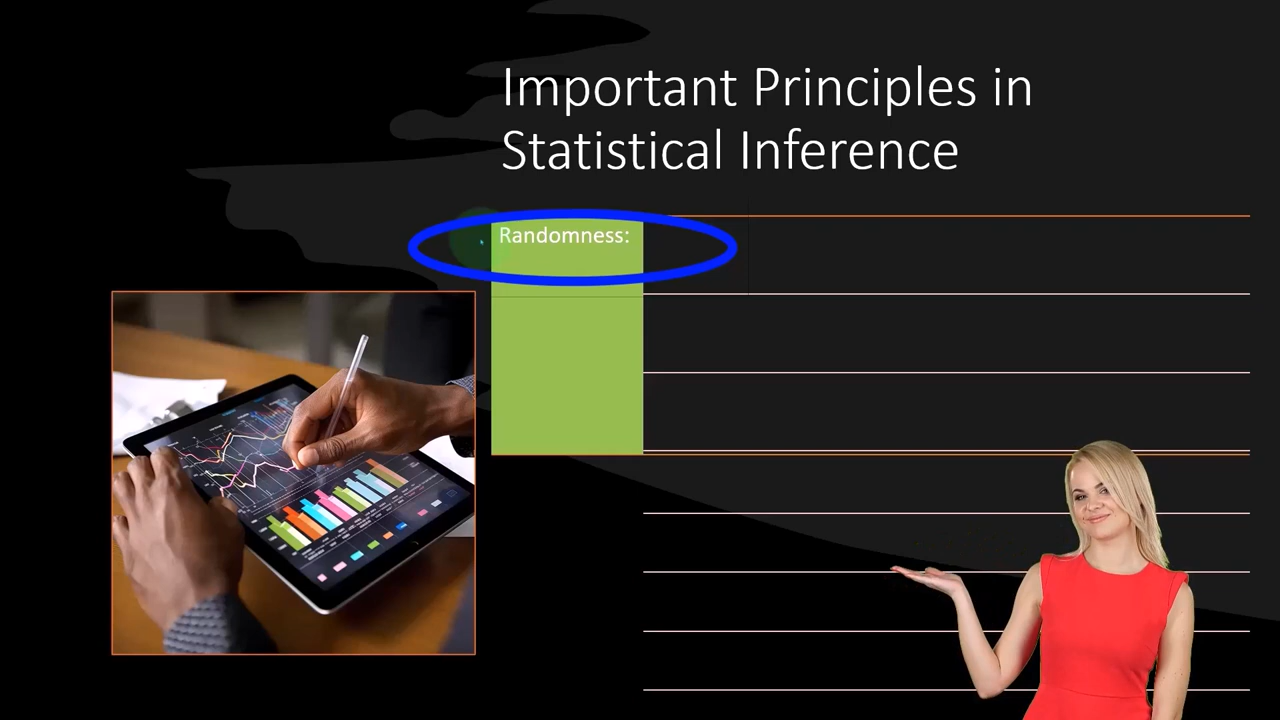 Important Principles in
Statistical Inference
Randomness: